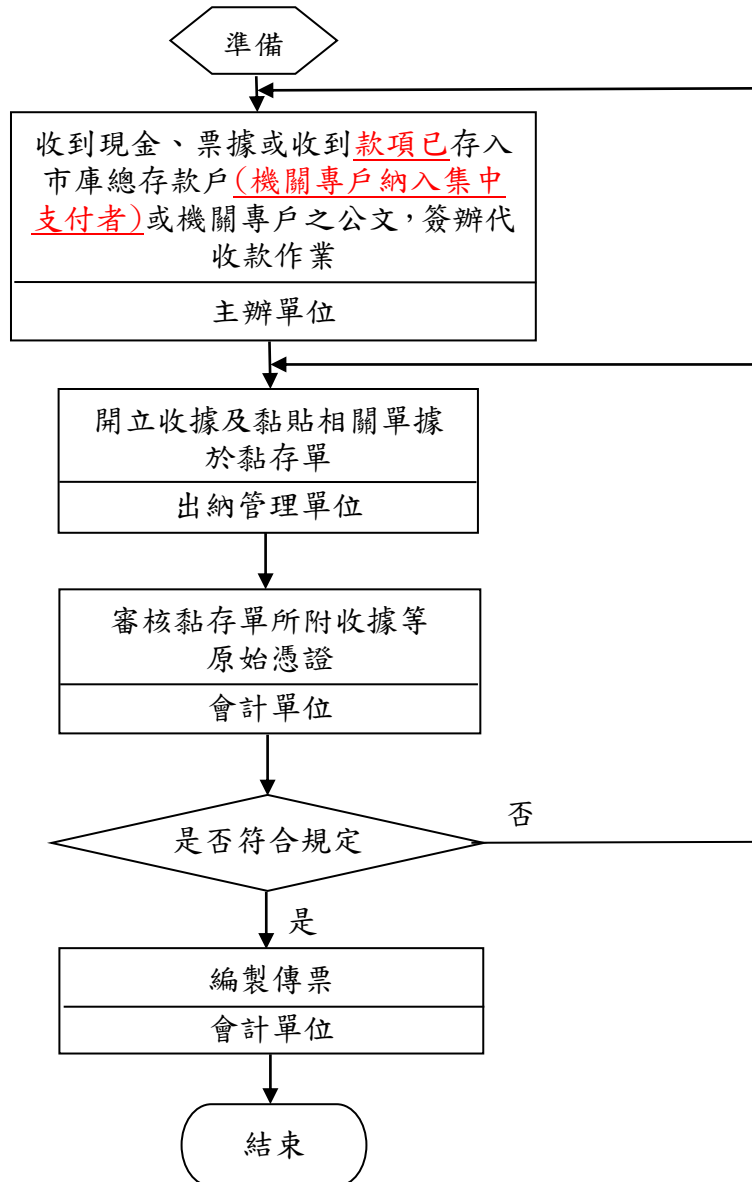 準備
收到現金、票據或收到款項已存入
市庫總存款戶(機關專戶納入集中
支付者)或機關專戶之公文，簽辦代
收款作業
主辦單位
開立收據及黏貼相關單據
於黏存單
出納管理單位
審核黏存單所附收據等
原始憑證
會計單位
是否符合規定
否
是
編製傳票
會計單位
結束